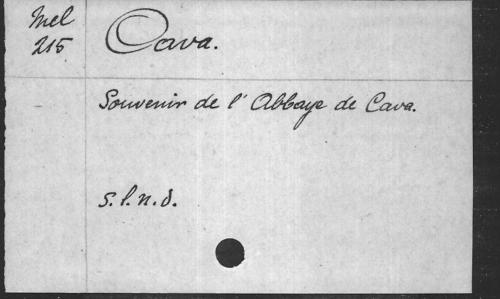 Mel
215
Cava.
Souvenir de l' Abbaye de Cava.
s. l. n. d.